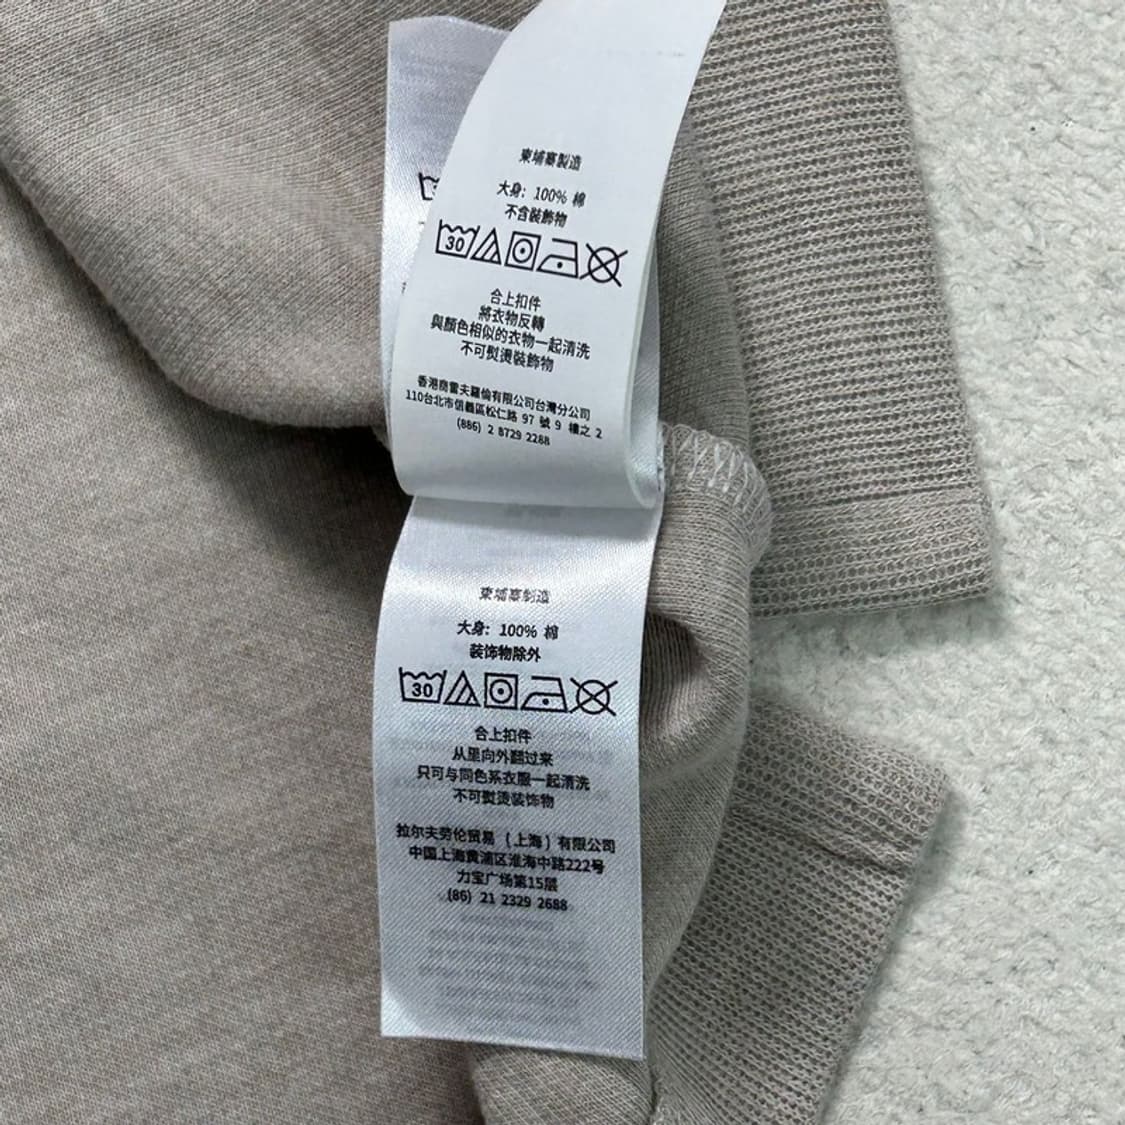 柬埔寨製造
大身: 100% 棉
不含裝飾物
30
合上扣件
將衣物反轉
與顏色相似的衣物一起清洗
不可熨燙裝飾物
香港商雷夫羅倫有限公司台灣分公司
110台北市信義區松仁路 97 號 9 樓之 2
(886) 2 8729 2288
柬埔寨制造
大身: 100% 棉
装饰物除外
30
合上扣件
从里向外翻过来
只可与同色系衣服一起清洗
不可熨烫装饰物
拉尔夫劳伦贸易 (上海) 有限公司
中国上海黄浦区淮海中路222号
力宝广场第15层
(86) 21 2329 2688